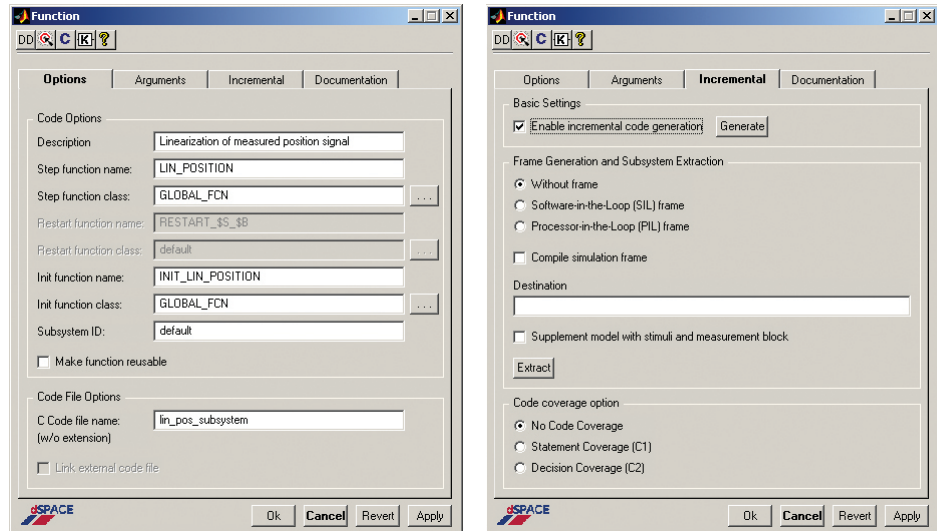 Function
DD C K ?
Options Arguments Incremental Documentation
Code Options
Description Linearization of measured position signal
Step function name: LIN_POSITION
Step function class: GLOBAL_FCN ...
Restart function name: RESTART_$S_$B
Restart function class: default ...
Init function name: INIT_LIN_POSITION
Init function class: GLOBAL_FCN ...
Subsystem ID: default
Make function reusable
Code File Options
C Code file name: lin_pos_subsystem
(w/o extension)
Link external code file
dSPACE Ok Cancel Revert Apply
Function
DD C K ?
Options Arguments Incremental Documentation
Basic Settings
Enable incremental code generation Generate
Frame Generation and Subsystem Extraction
Without frame
Software-in-the-Loop (SIL) frame
Processor-in-the-Loop (PIL) frame
Compile simulation frame
Destination
Supplement model with stimuli and measurement block
Extract
Code coverage option
No Code Coverage
Statement Coverage (C1)
Decision Coverage (C2)
dSPACE Ok Cancel Revert Apply